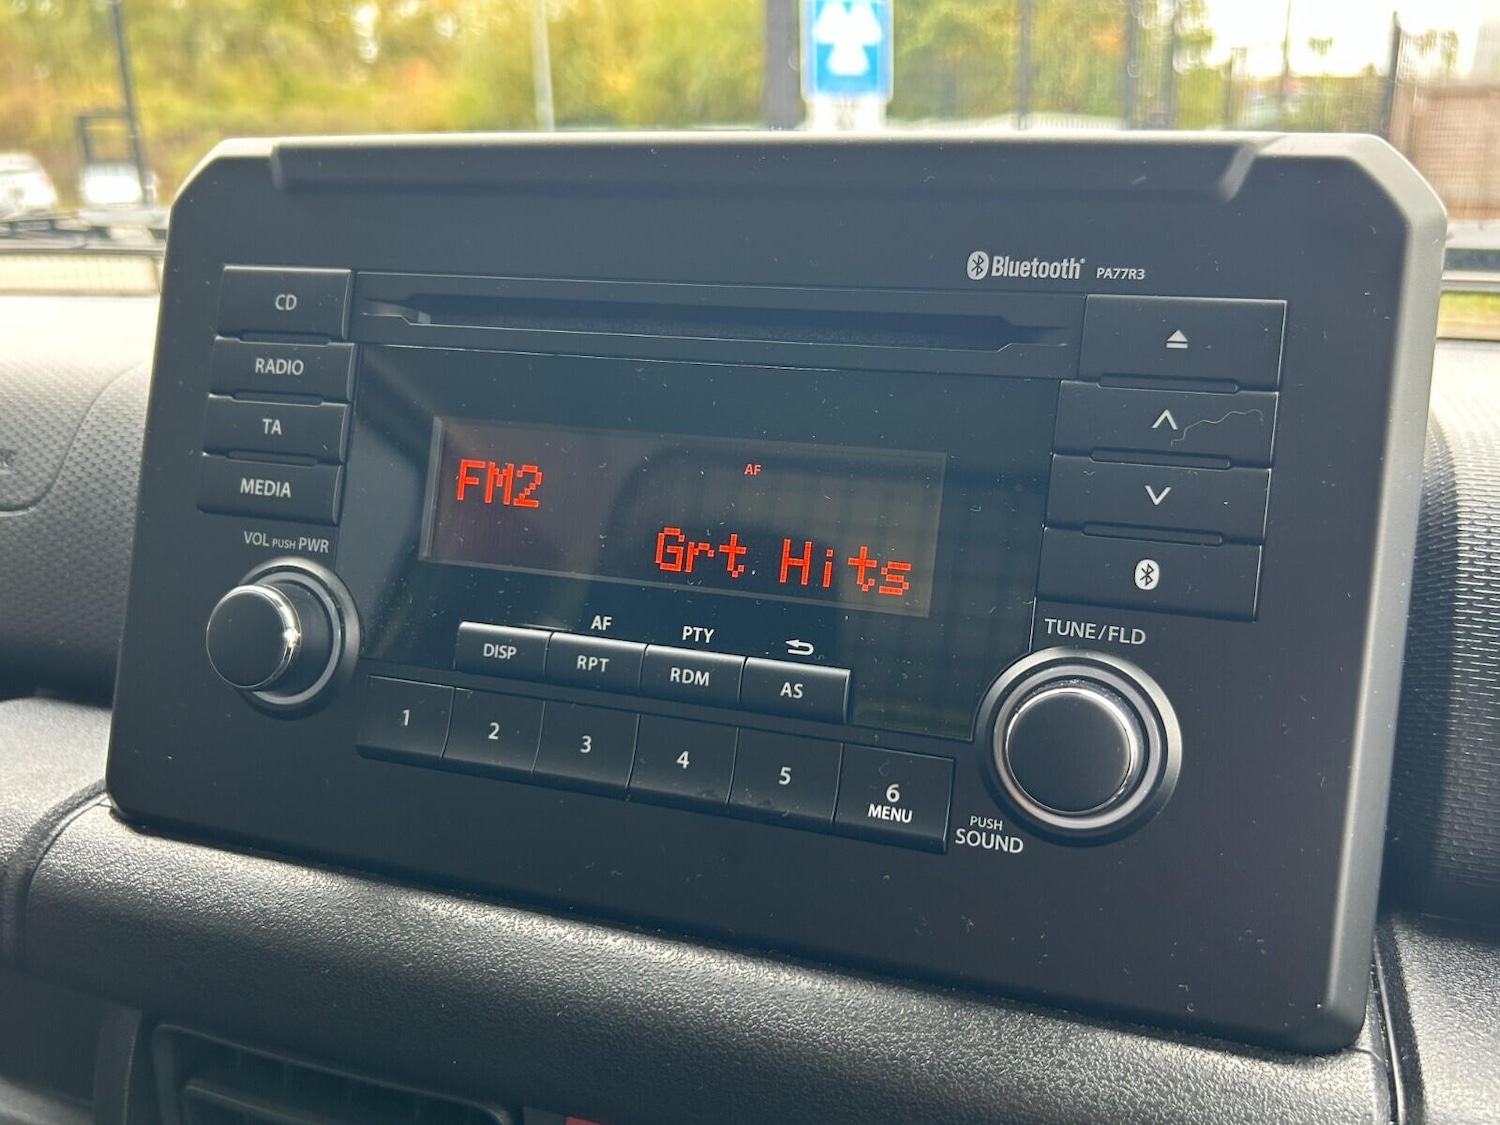 Bluetooth® PA77R3
CD
RADIO
TA
MEDIA
VOL PUSH PWR
AF
FM2
Grt Hits
TUNE/FLD
AF PTY
DISP RPT RDM AS
1 2 3 4 5 6
MENU
PUSH
SOUND